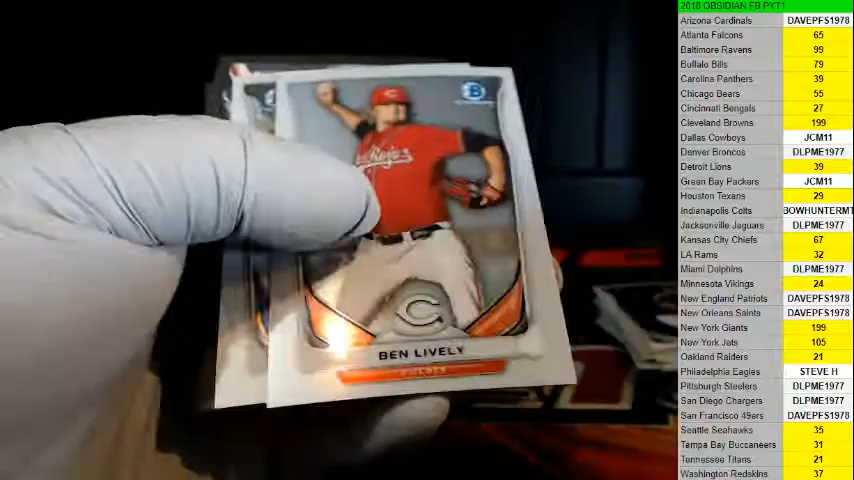 2018 OBSIDIAN FB PYT1
Arizona Cardinals DAVEPFS1978
Atlanta Falcons 65
Baltimore Ravens 99
Buffalo Bills 79
Carolina Panthers 39
Chicago Bears 55
Cincinnati Bengals 27
Cleveland Browns 199
Dallas Cowboys JCM11
Denver Broncos DLPME1977
Detroit Lions 39
Green Bay Packers JCM11
Houston Texans 29
Indianapolis Colts BOWHUNTERMT
Jacksonville Jaguars DLPME1977
Kansas City Chiefs 67
LA Rams 32
Miami Dolphins DLPME1977
Minnesota Vikings 24
New England Patriots DAVEPFS1978
New Orleans Saints DAVEPFS1978
New York Giants 199
New York Jets 105
Oakland Raiders 21
Philadelphia Eagles STEVE H
Pittsburgh Steelers DLPME1977
San Diego Chargers DLPME1977
San Francisco 49ers DAVEPFS1978
Seattle Seahawks 35
Tampa Bay Buccaneers 31
Tennessee Titans 21
Washington Redskins 37
BEN LIVELY
PITCHER